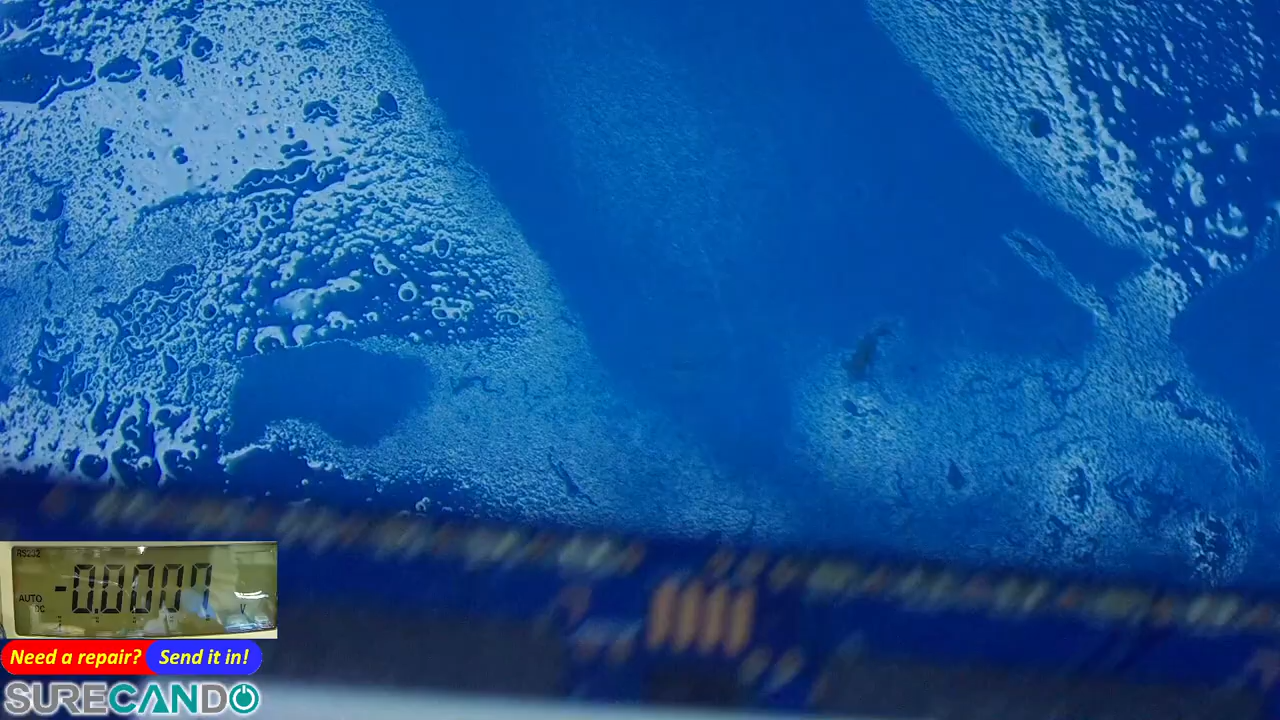 RS232
AUTO
DC
-0.0007
V
Need a repair? Send it in!
SURECANDO